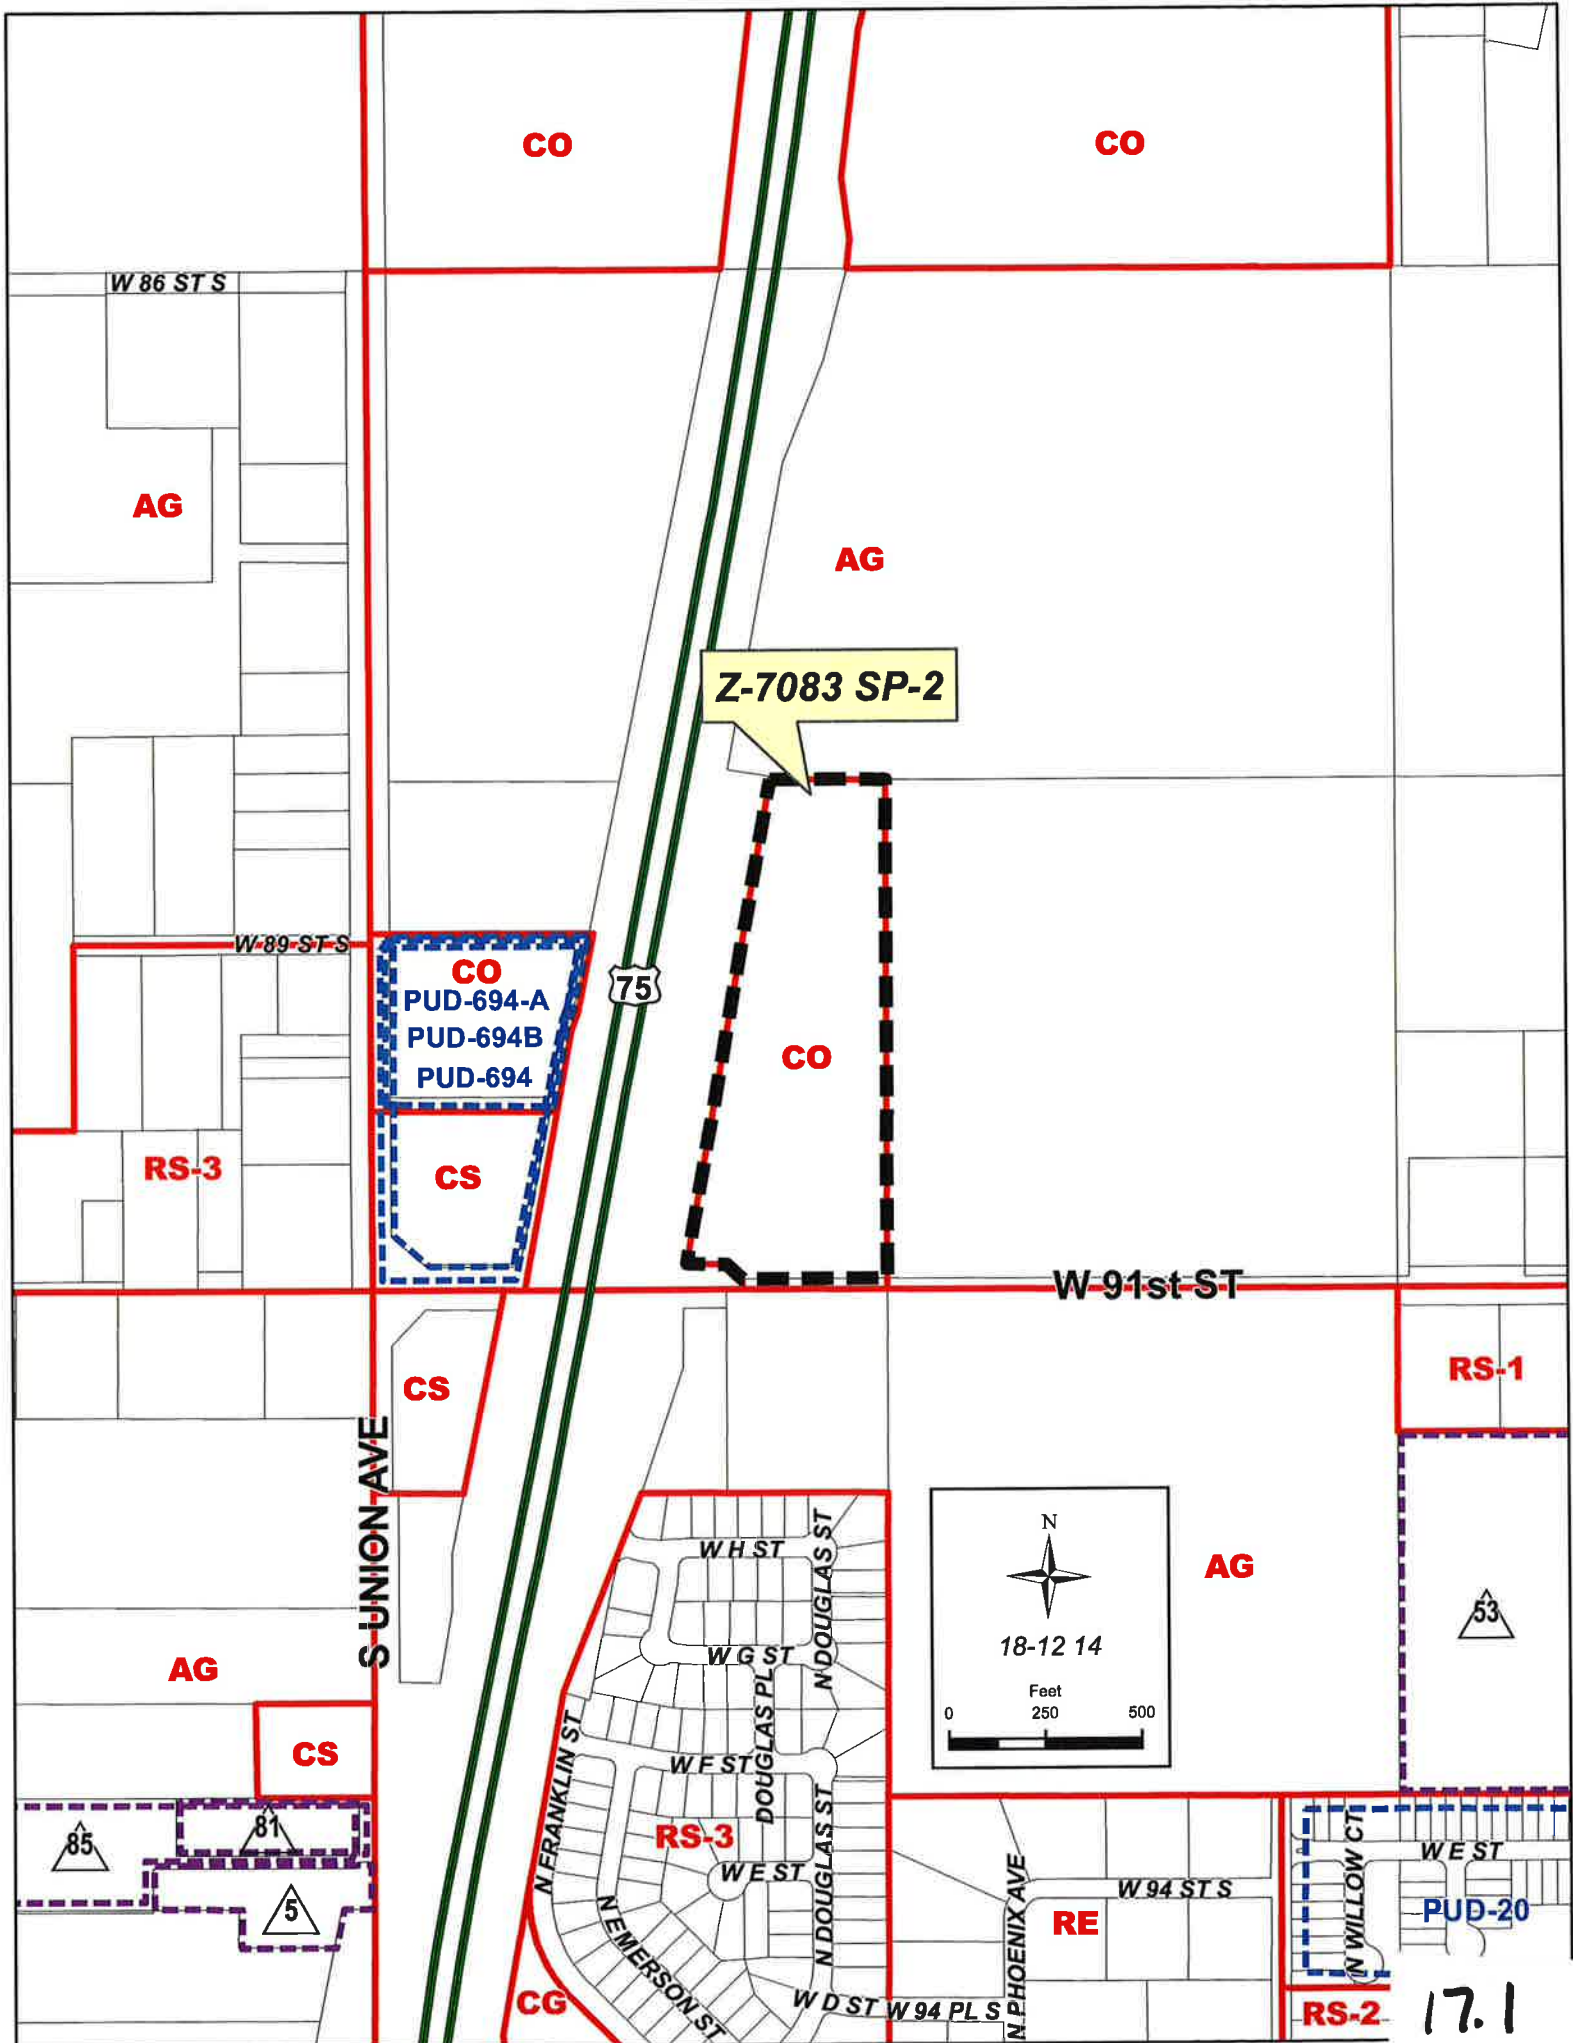 CO
CO
W 86 ST S
AG
AG
Z-7083 SP-2
W 89 ST S
CO
PUD-694-A
PUD-694B
PUD-694
75
CO
RS-3
CS
W 91st ST
CS
RS-1
S UNION AVE
W H ST
N DOUGLAS ST
N
18-12 14
Feet
0 250 500
AG
53
W G ST
AG
DOUGLAS PL
CS
N FRANKLIN ST
W F ST
85
81
5
RS-3
N DOUGLAS ST
W E ST
N EMERSON ST
CG
W D ST
W 94 PL S
N PHOENIX AVE
W 94 ST S
RE
N WILLOW CT
W E ST
PUD-20
RS-2
17.1